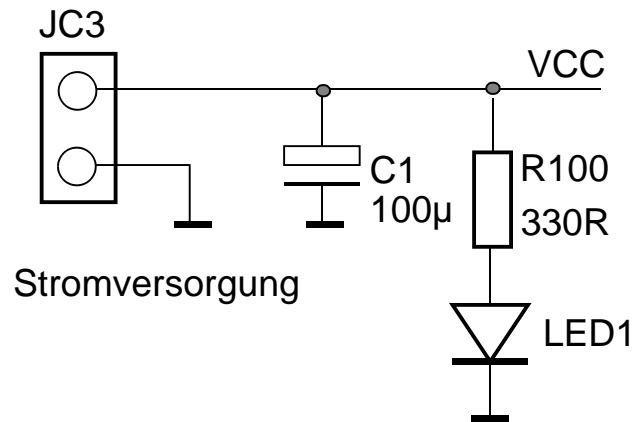 JC3
VCC
C1
100µ
R100
330R
Stromversorgung
LED1